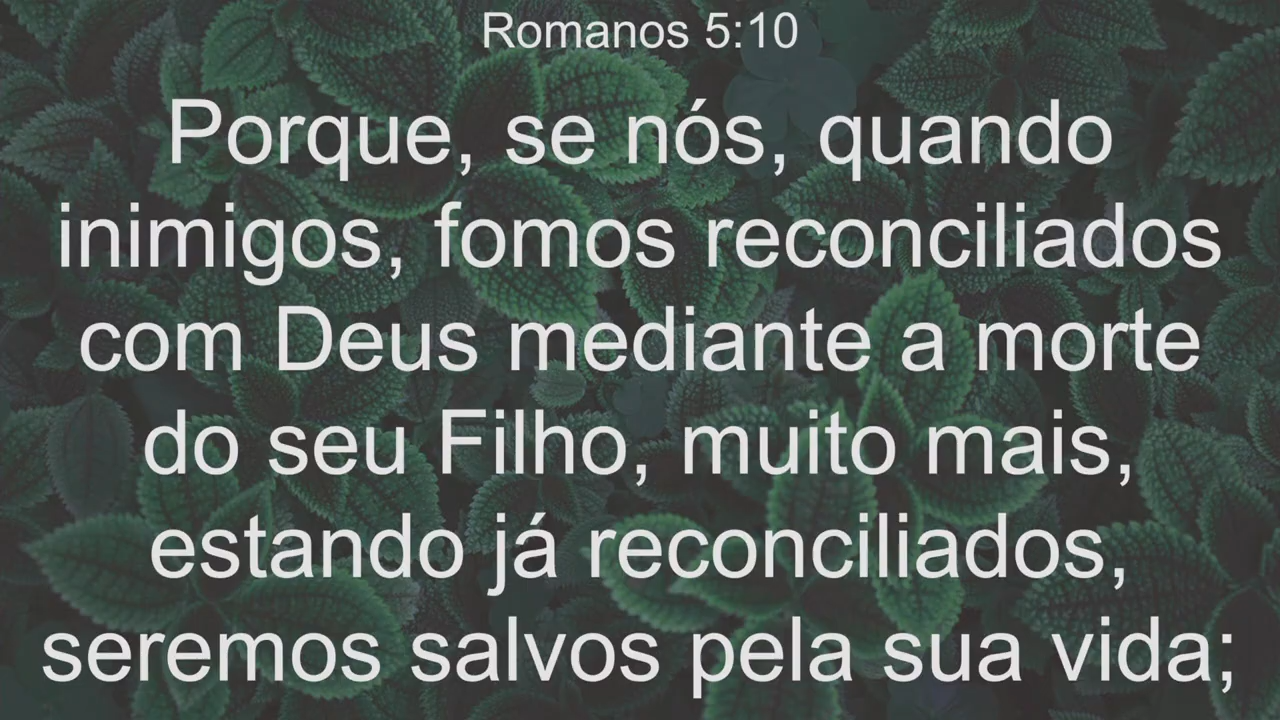 Romanos 5:10
Porque, se nós, quando
inimigos, fomos reconciliados
com Deus mediante a morte
do seu Filho, muito mais,
estando já reconciliados,
seremos salvos pela sua vida;